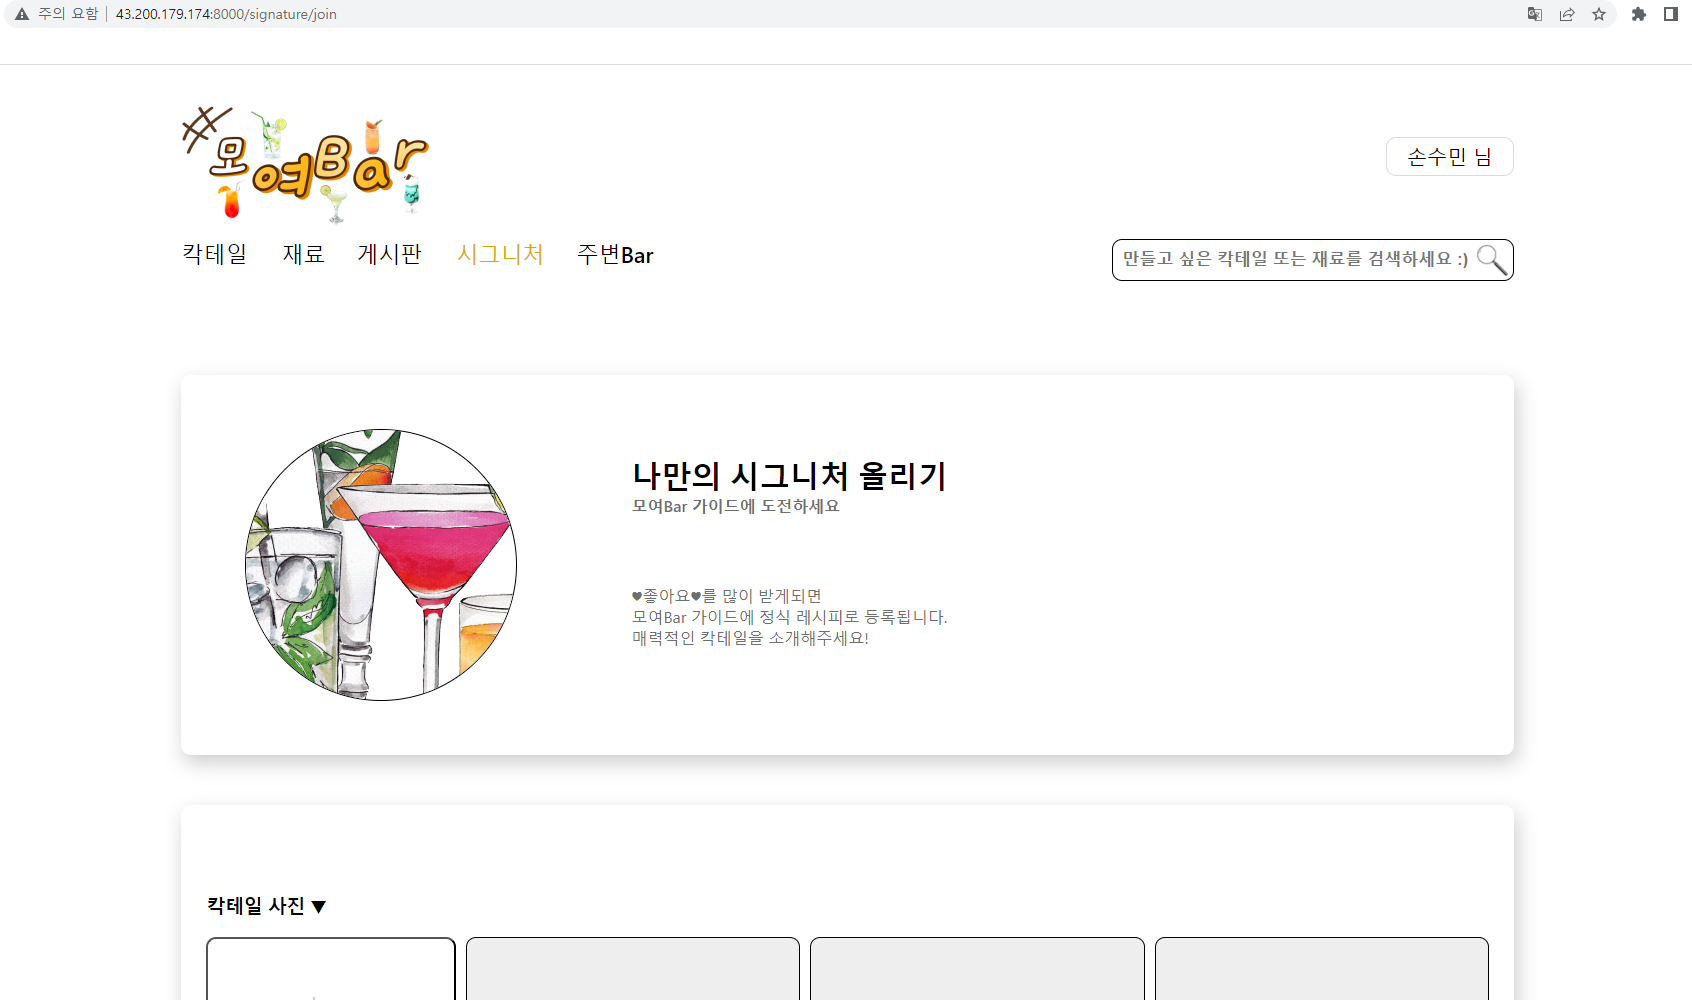 주의 요함 | 43.200.179.174:8000/signature/join
모여Bar
손수민 님
칵테일 재료 게시판 시그니처 주변Bar
만들고 싶은 칵테일 또는 재료를 검색하세요 :)
나만의 시그니처 올리기
모여Bar 가이드에 도전하세요
♥좋아요♥를 많이 받게되면
모여Bar 가이드에 정식 레시피로 등록됩니다.
매력적인 칵테일을 소개해주세요!
칵테일 사진 ▼